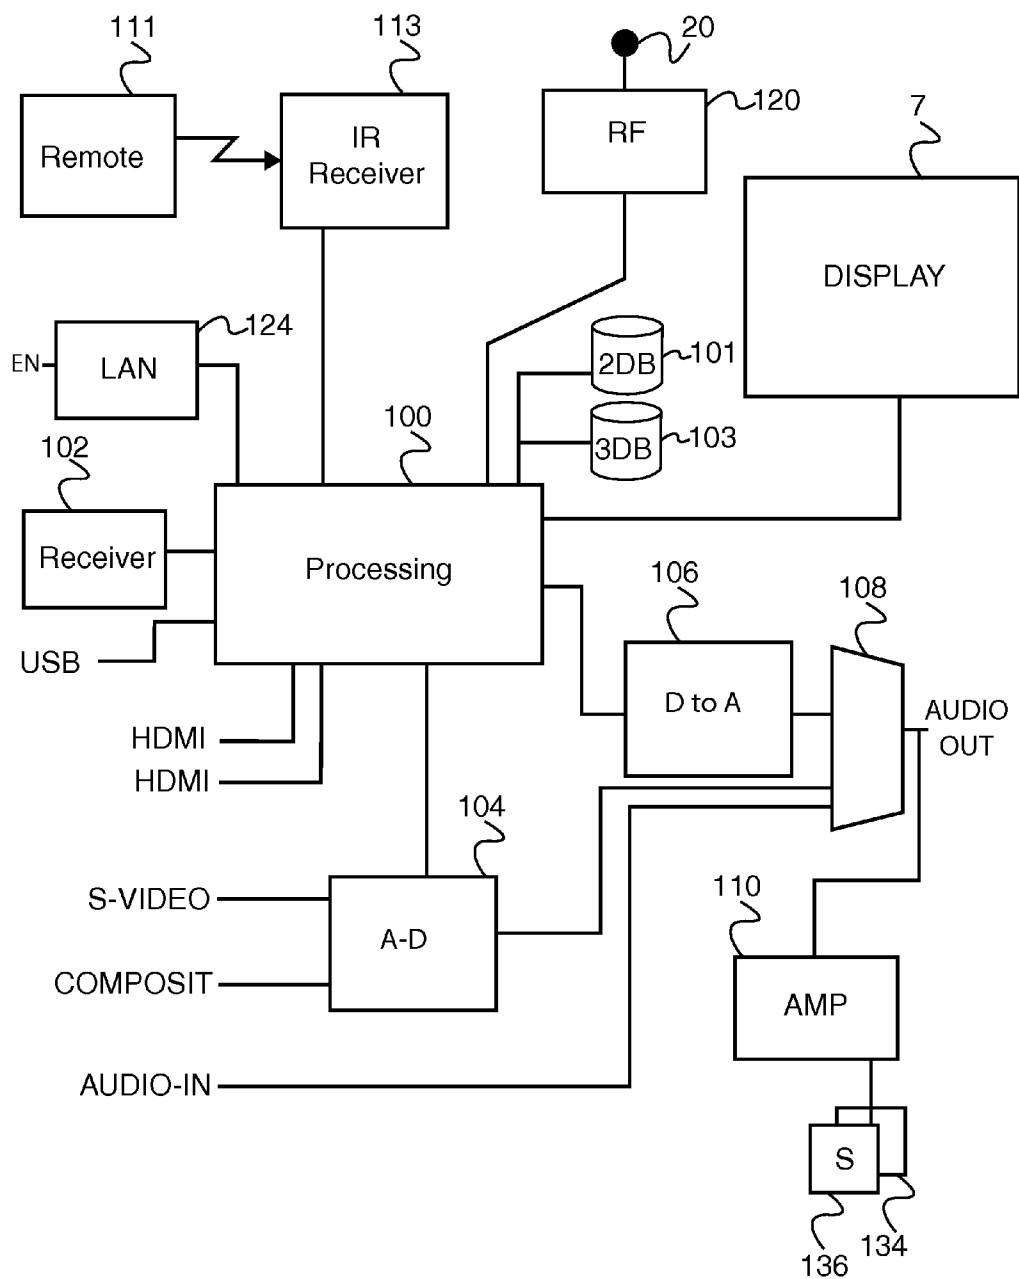 111
113
20
120
7
Remote
IR
Receiver
RF
DISPLAY
124
EN
LAN
2DB
101
3DB
103
100
102
Receiver
Processing
106
108
USB
D to A
AUDIO
OUT
HDMI
HDMI
104
S-VIDEO
A-D
110
COMPOSIT
AMP
AUDIO-IN
S
134
136